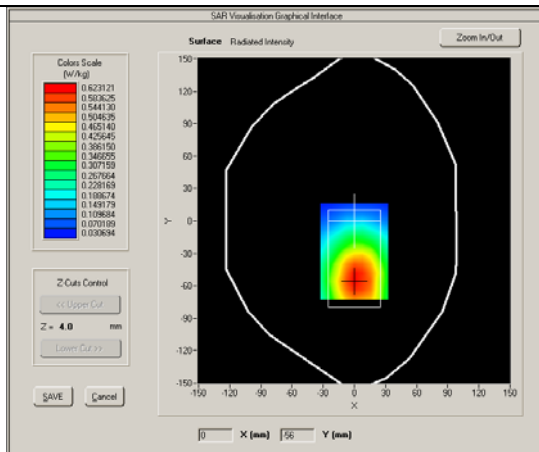 SAR Visualisation Graphical Interface
Surface Radiated Intensity
Zoom In/Out
Colors Scale
(W/kg)
0.623121
0.583625
0.544130
0.504635
0.465140
0.425645
0.386150
0.346655
0.307159
0.267664
0.228169
0.188674
0.149179
0.109684
0.070189
0.030694
Z Cuts Control
<< Upper Cut
Z = 4.0 mm
Lower Cut >>
SAVE Cancel
150
120
90
60
30
0
-30
-60
-90
-120
-150
Y
-150 -120 -90 -60 -30 0 30 60 90 120 150
X
0 X (mm) -56 Y (mm)